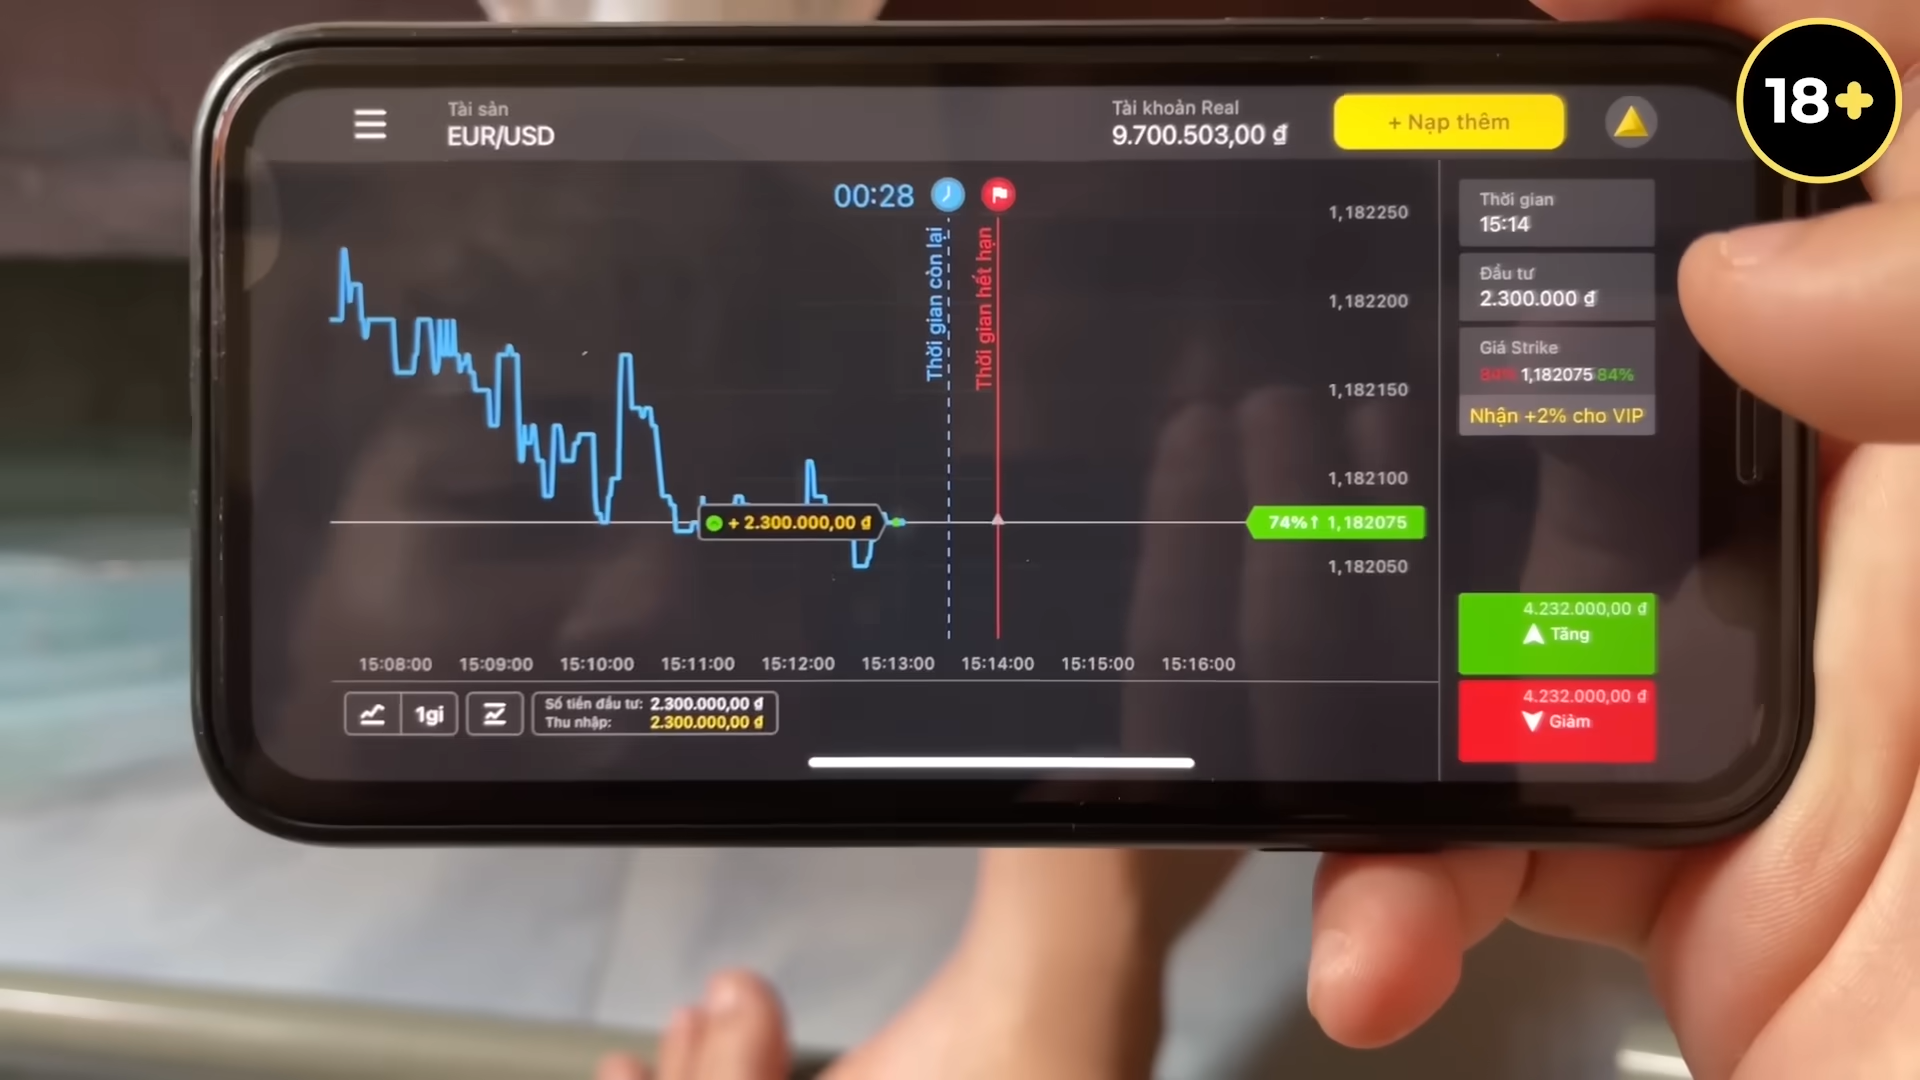 18+
Tài sản
EUR/USD
Tài khoản Real
9.700.503,00 ₫
+ Nạp thêm
00:28
Thời gian còn lại
Thời gian hết hạn
1,182250
1,182200
1,182150
1,182100
74%↑ 1,182075
1,182050
+ 2.300.000,00 ₫
Thời gian
15:14
Đầu tư
2.300.000 ₫
Giá Strike
84% 1,182075 84%
Nhận +2% cho VIP
4.232.000,00 ₫
Tăng
4.232.000,00 ₫
Giảm
15:08:00 15:09:00 15:10:00 15:11:00 15:12:00 15:13:00 15:14:00 15:15:00 15:16:00
1gi
Số tiền đầu tư: 2.300.000,00 ₫
Thu nhập: 2.300.000,00 ₫